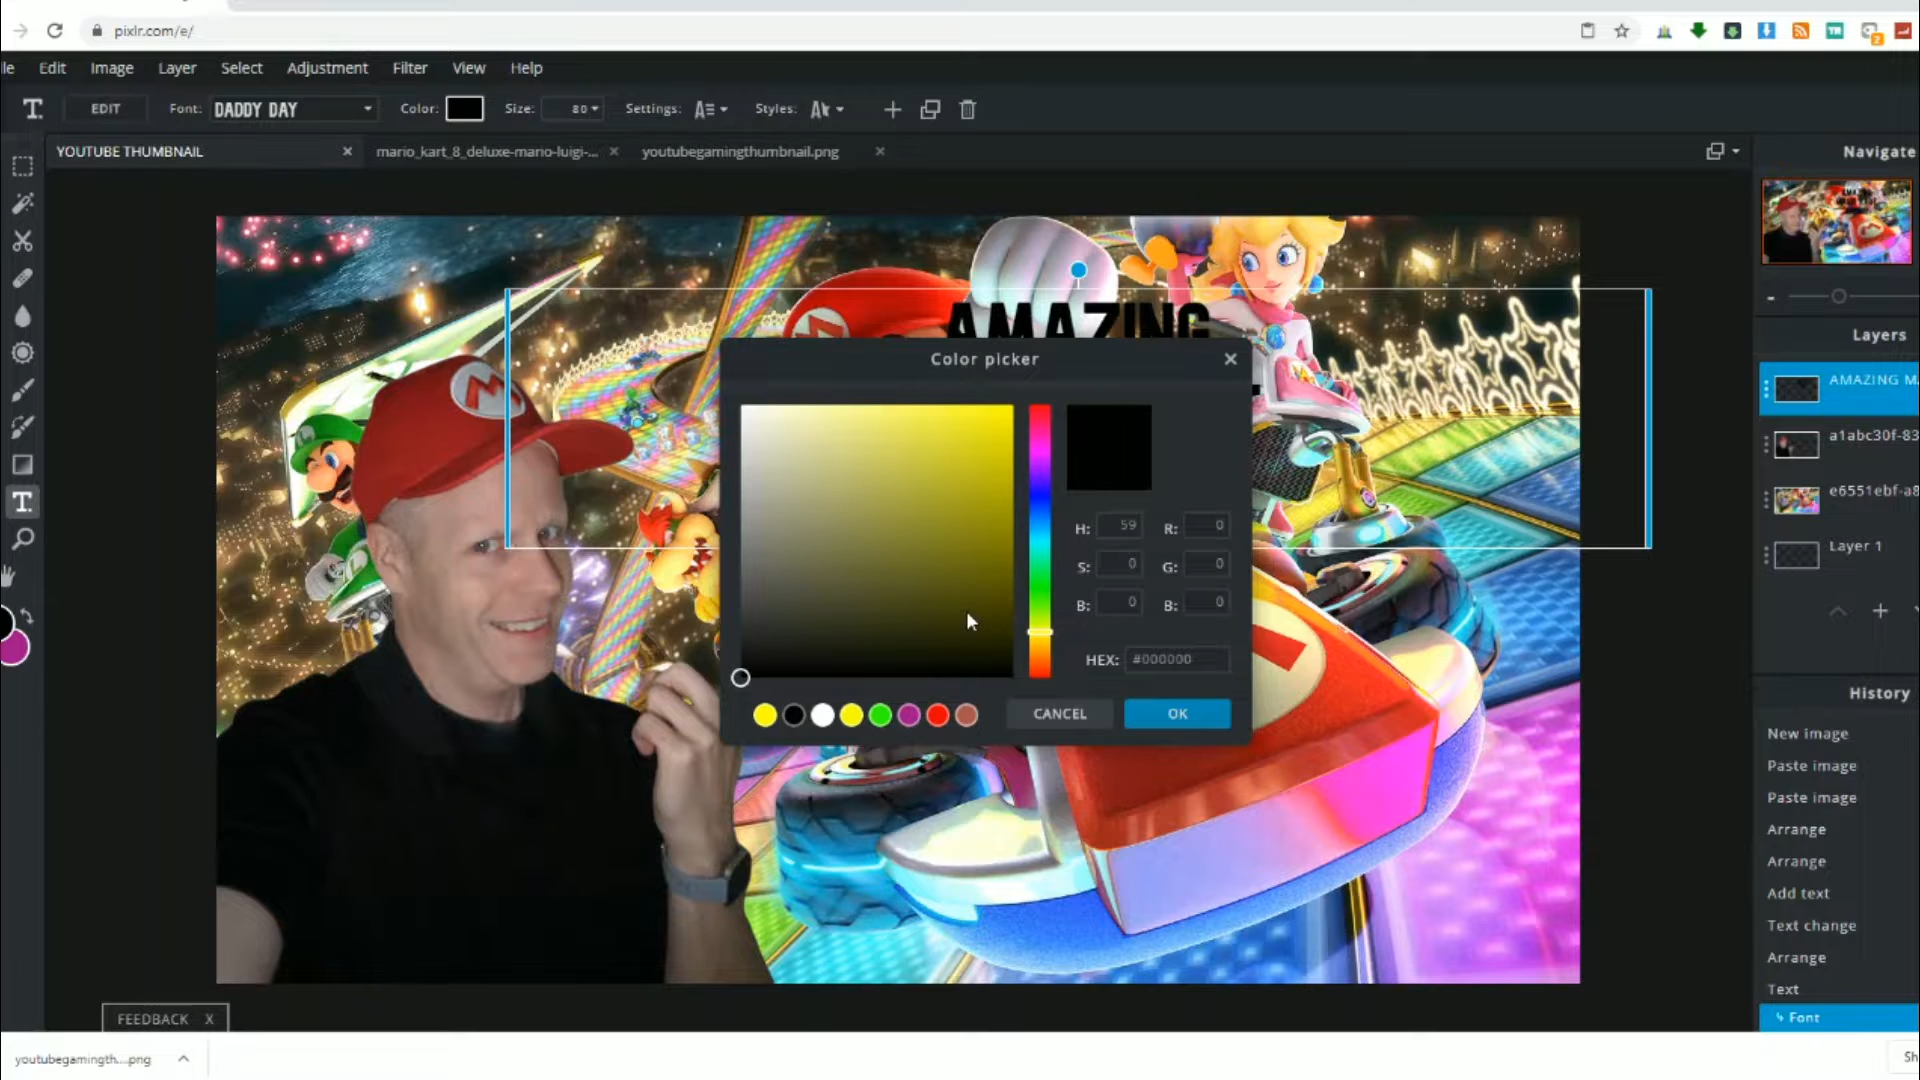 pixlr.com/e/
2
le Edit Image Layer Select Adjustment Filter View Help
T. EDIT Font: DADDY DAY Color: Size: 80 Settings: Styles:
YOUTUBE THUMBNAIL
mario_kart_8_deluxe-mario-luigi-...
youtubegamingthumbnail.png
Navigate
AMAZING
Color picker
H: 59 R: 0
S: 0 G: 0
B: 0 B: 0
HEX: #000000
CANCEL OK
M
Layers
AMAZING M
a1abc30f-83
e6551ebf-a8
Layer 1
History
New image
Paste image
Paste image
Arrange
Arrange
Add text
Text change
Arrange
Text
Font
FEEDBACK X
youtubegamingth....png
Sh